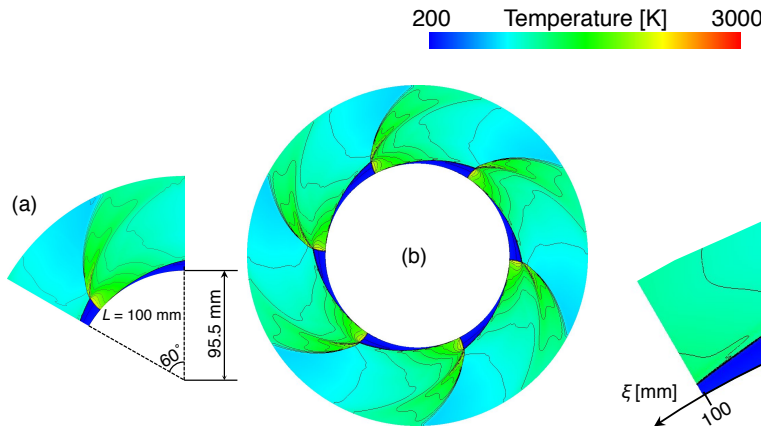 200 Temperature [K] 3000
(a)
(b)
L = 100 mm
60°
95.5 mm
ξ [mm]
100